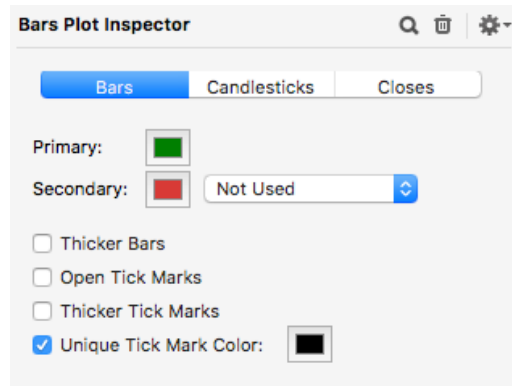 Bars Plot Inspector
Bars Candlesticks Closes
Primary:
Secondary: Not Used
Thicker Bars
Open Tick Marks
Thicker Tick Marks
Unique Tick Mark Color: